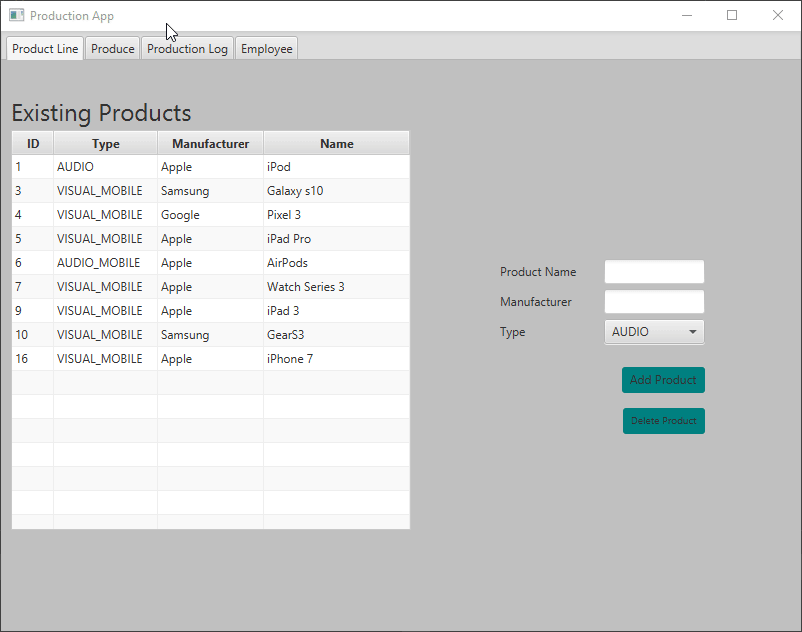 Production App
Product Line Produce Production Log Employee
Existing Products
ID Type Manufacturer Name
1 AUDIO Apple iPod
3 VISUAL_MOBILE Samsung Galaxy s10
4 VISUAL_MOBILE Google Pixel 3
5 VISUAL_MOBILE Apple iPad Pro
6 AUDIO_MOBILE Apple AirPods
7 VISUAL_MOBILE Apple Watch Series 3
9 VISUAL_MOBILE Apple iPad 3
10 VISUAL_MOBILE Samsung GearS3
16 VISUAL_MOBILE Apple iPhone 7
Product Name
Manufacturer
Type AUDIO
Add Product
Delete Product